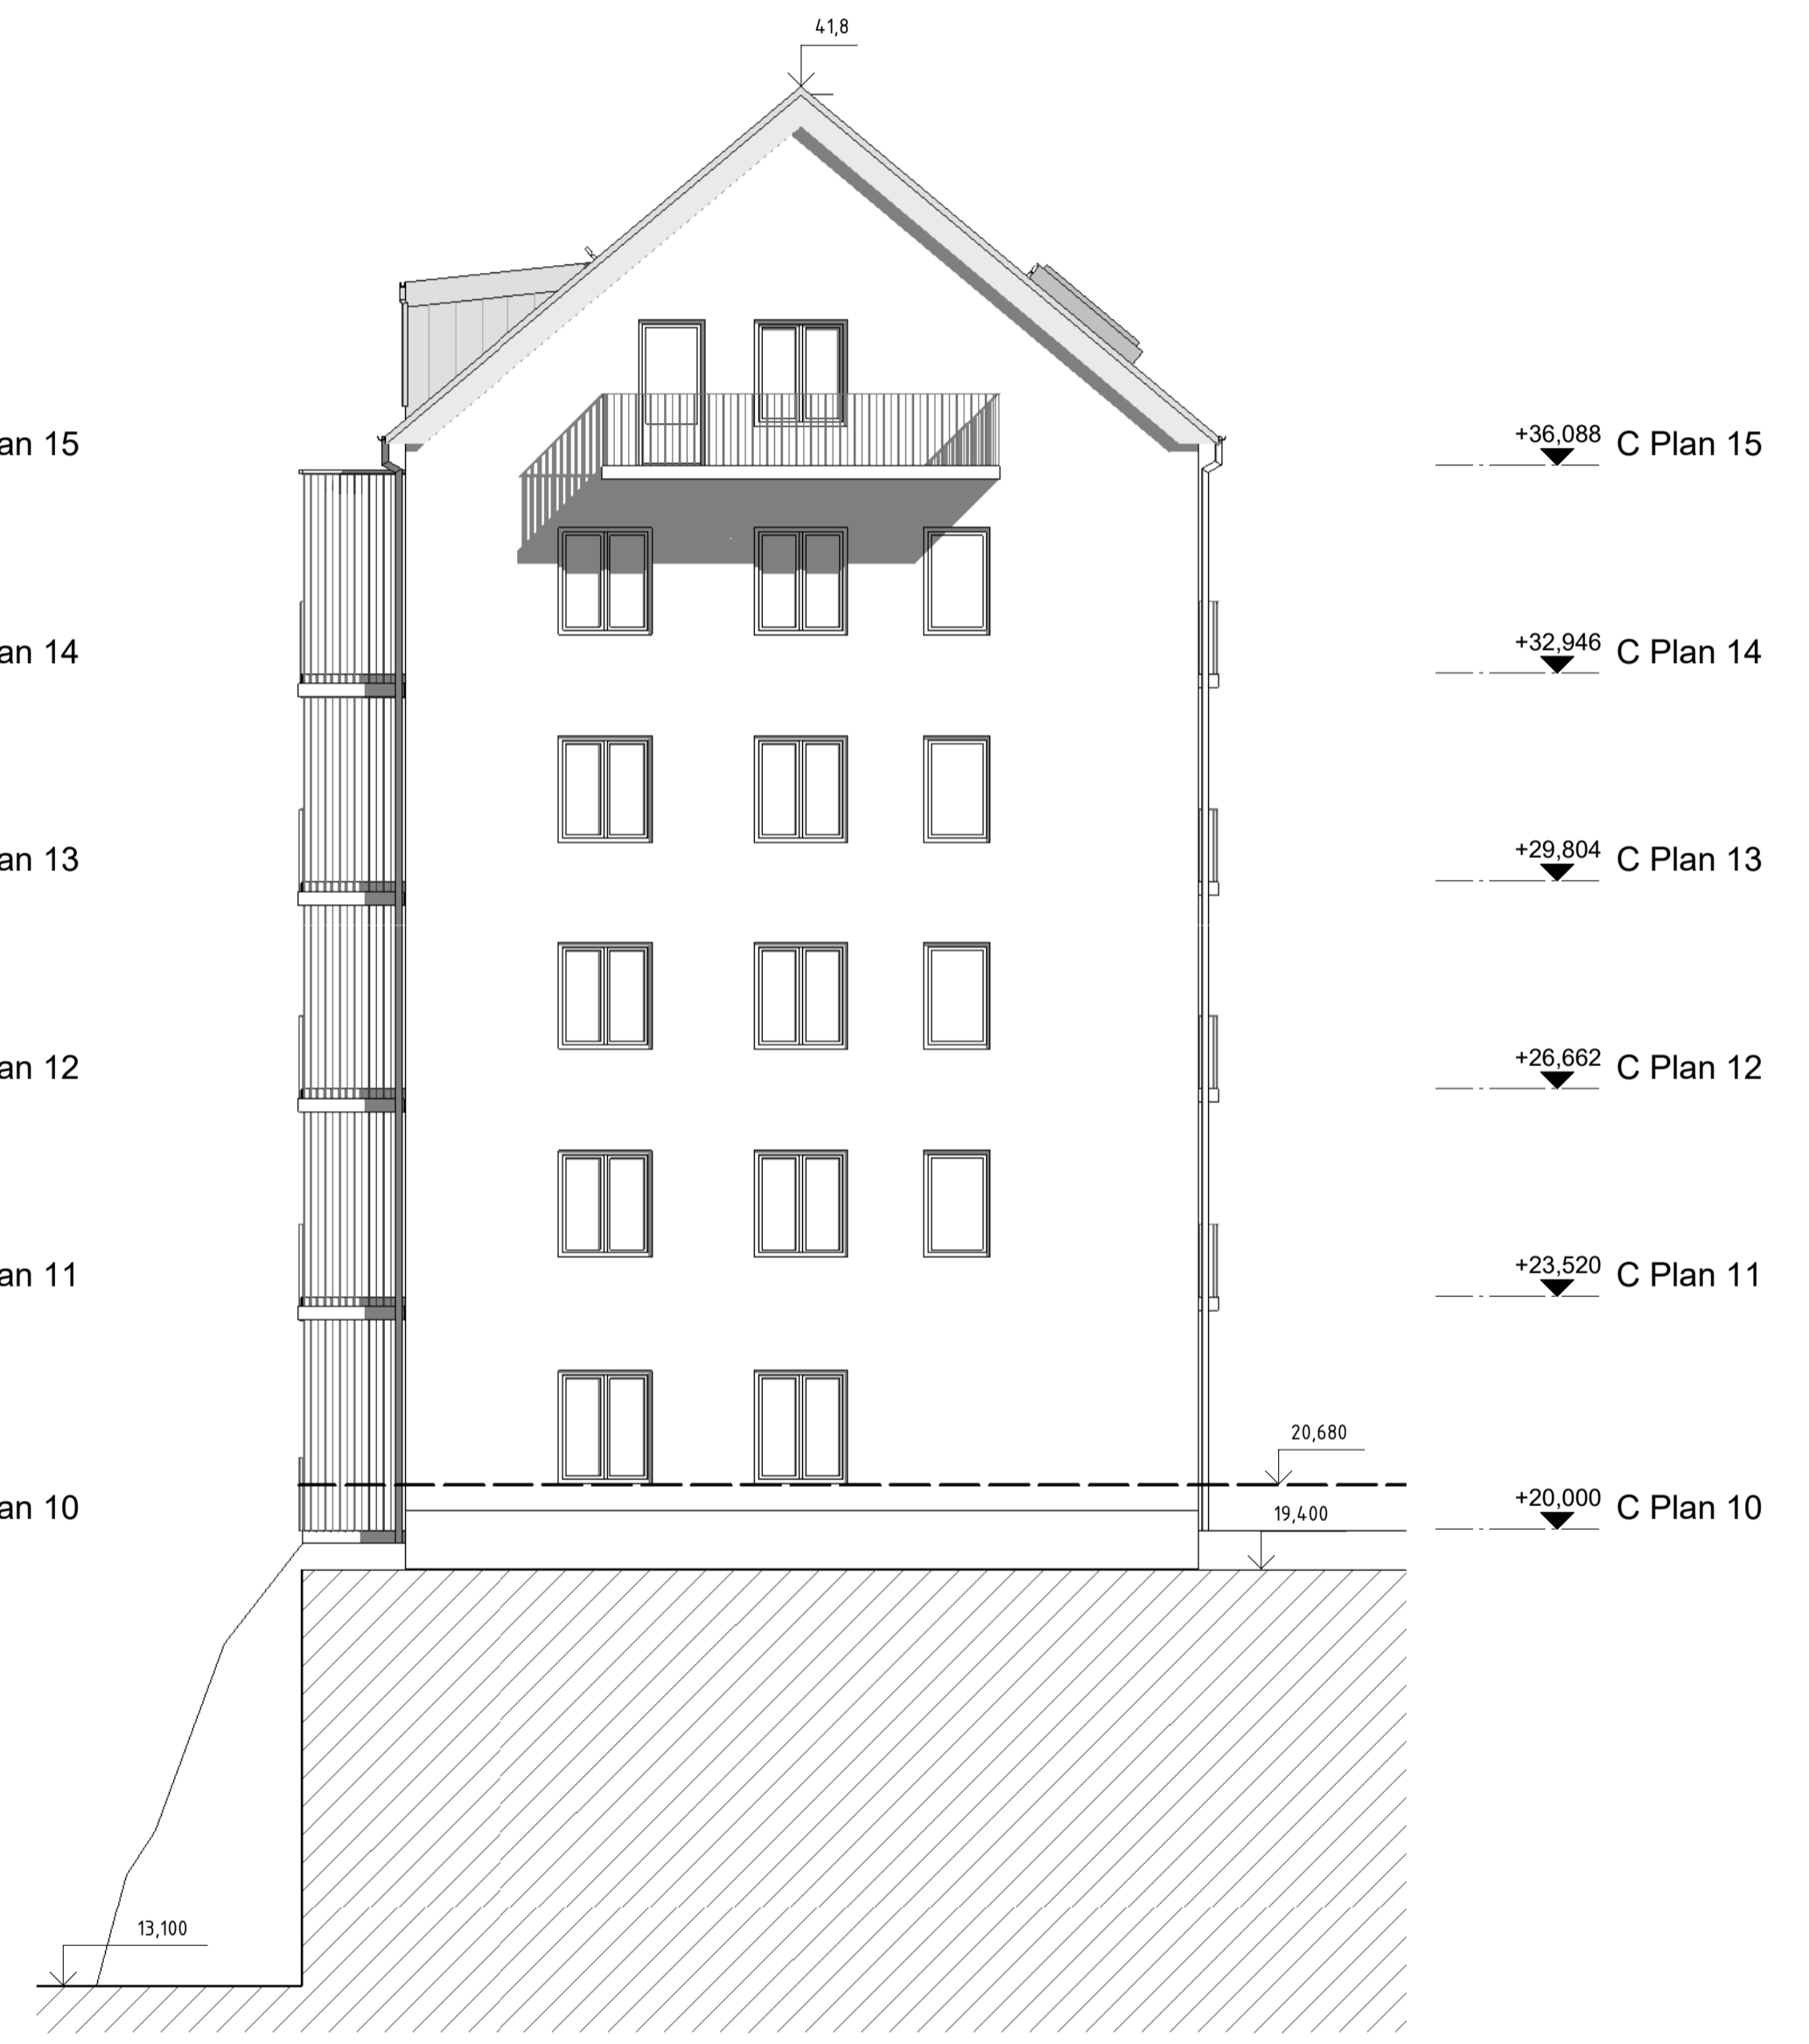 41,8
an 15
+36,088 C Plan 15
an 14
+32,946 C Plan 14
an 13
+29,804 C Plan 13
an 12
+26,662 C Plan 12
an 11
+23,520 C Plan 11
20,680
an 10
19,400
+20,000 C Plan 10
13,100